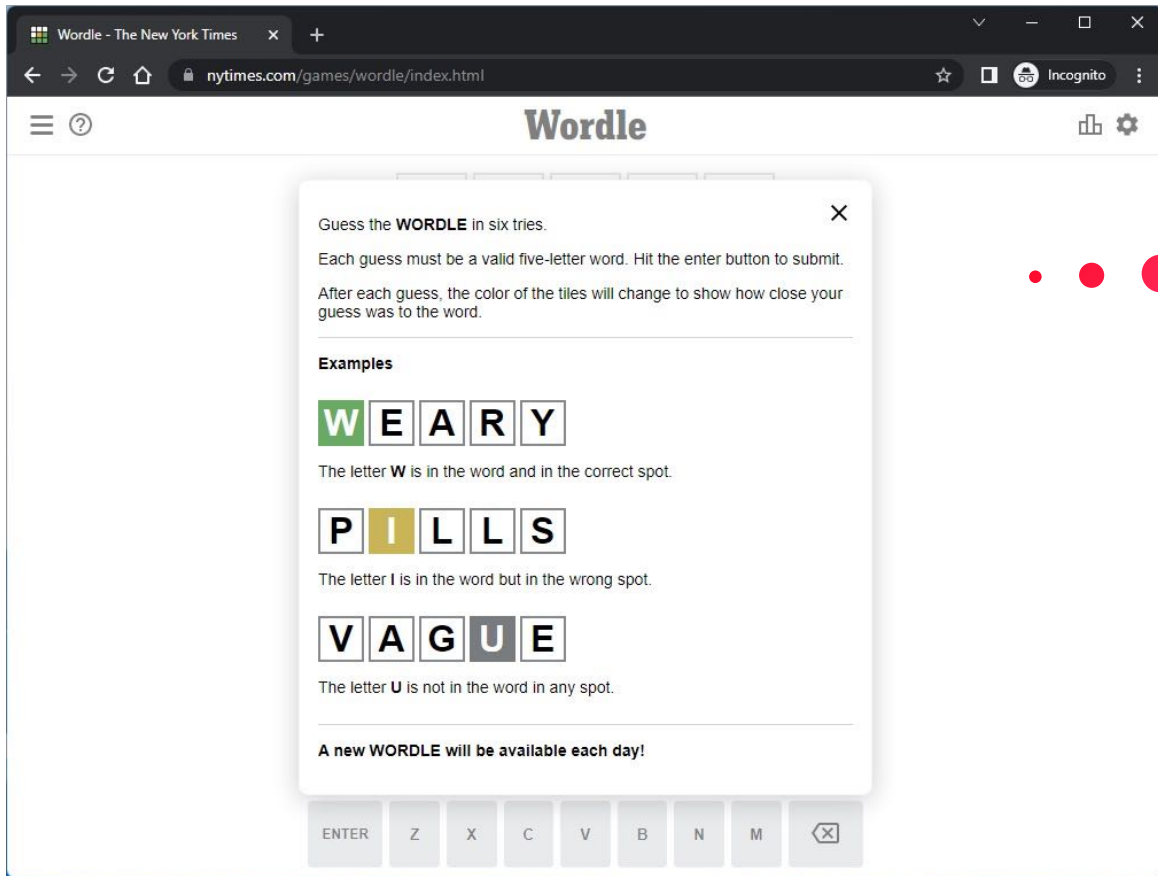 Wordle - The New York Times
nytimes.com/games/wordle/index.html
Incognito
Wordle
Guess the WORDLE in six tries.
Each guess must be a valid five-letter word. Hit the enter button to submit.
After each guess, the color of the tiles will change to show how close your
guess was to the word.
Examples
WEARY
The letter W is in the word and in the correct spot.
PILLS
The letter I is in the word but in the wrong spot.
VAGUE
The letter U is not in the word in any spot.
A new WORDLE will be available each day!
ENTER Z X C V B N M